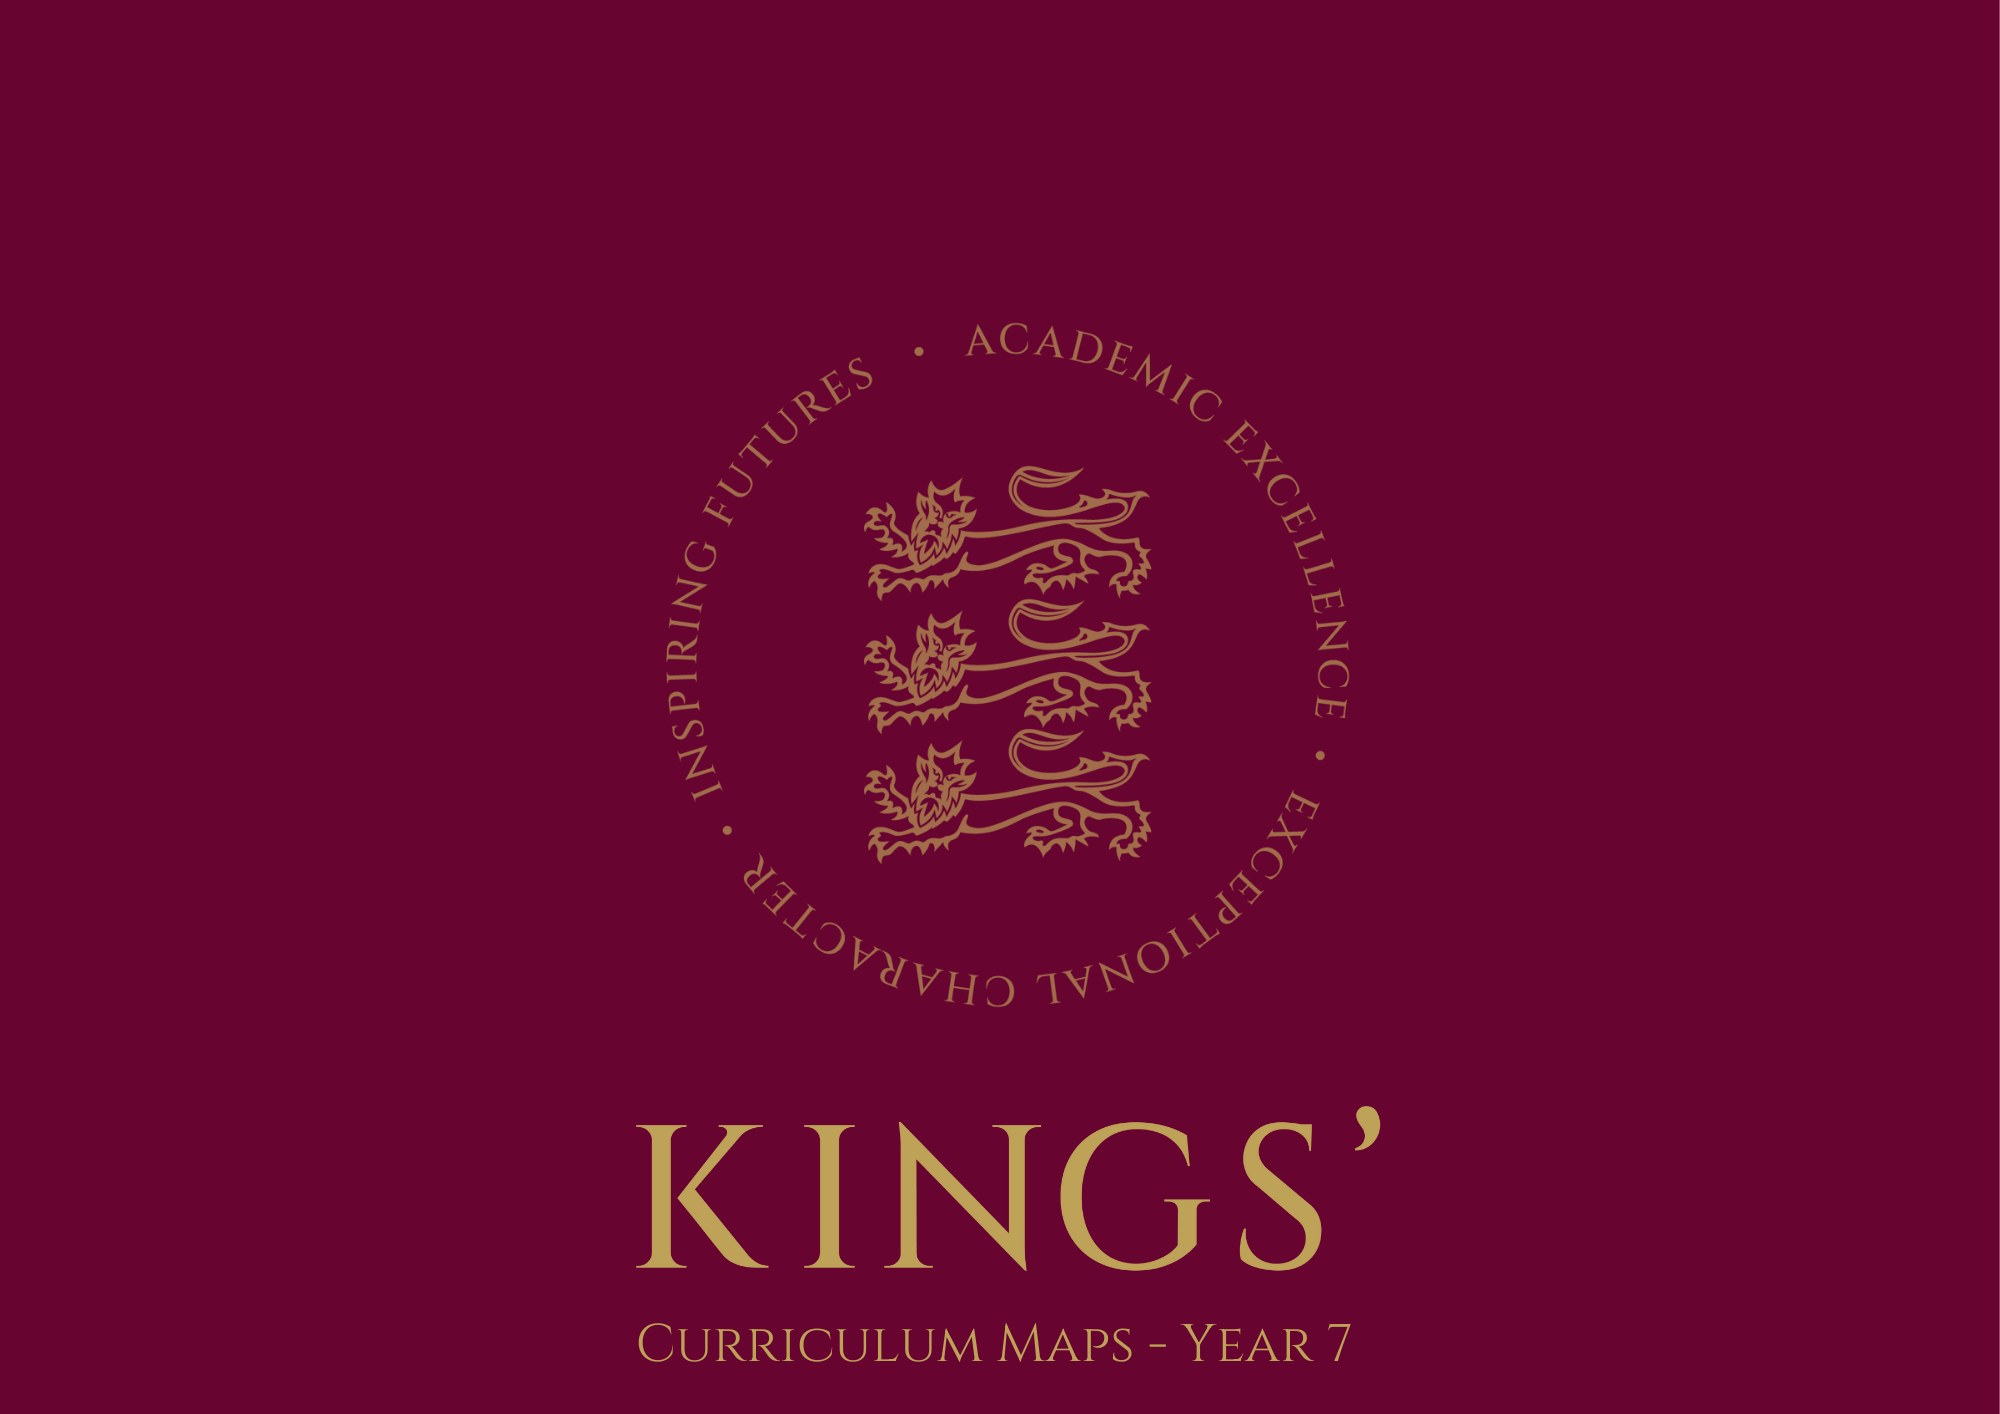 ACADEMIC EXCELLENCE • EXCEPTIONAL CHARACTER • INSPIRING FUTURES •
KINGS’
Curriculum Maps - Year 7